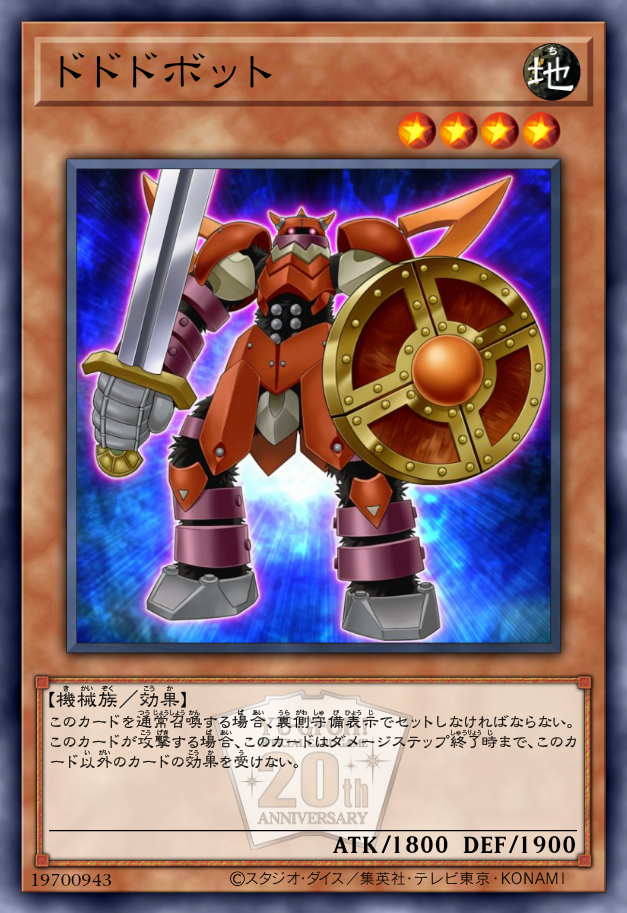 ドドドボット
地
【機械族／効果】
このカードを通常召喚する場合、裏側守備表示でセットしなければならない。
このカードが攻撃する場合、このカードはダメージステップ終了時まで、このカ
ード以外のカードの効果を受けない。
20th
ANNIVERSARY
ATK/1800 DEF/1900
19700943
©スタジオ・ダイス／集英社・テレビ東京・KONAMI